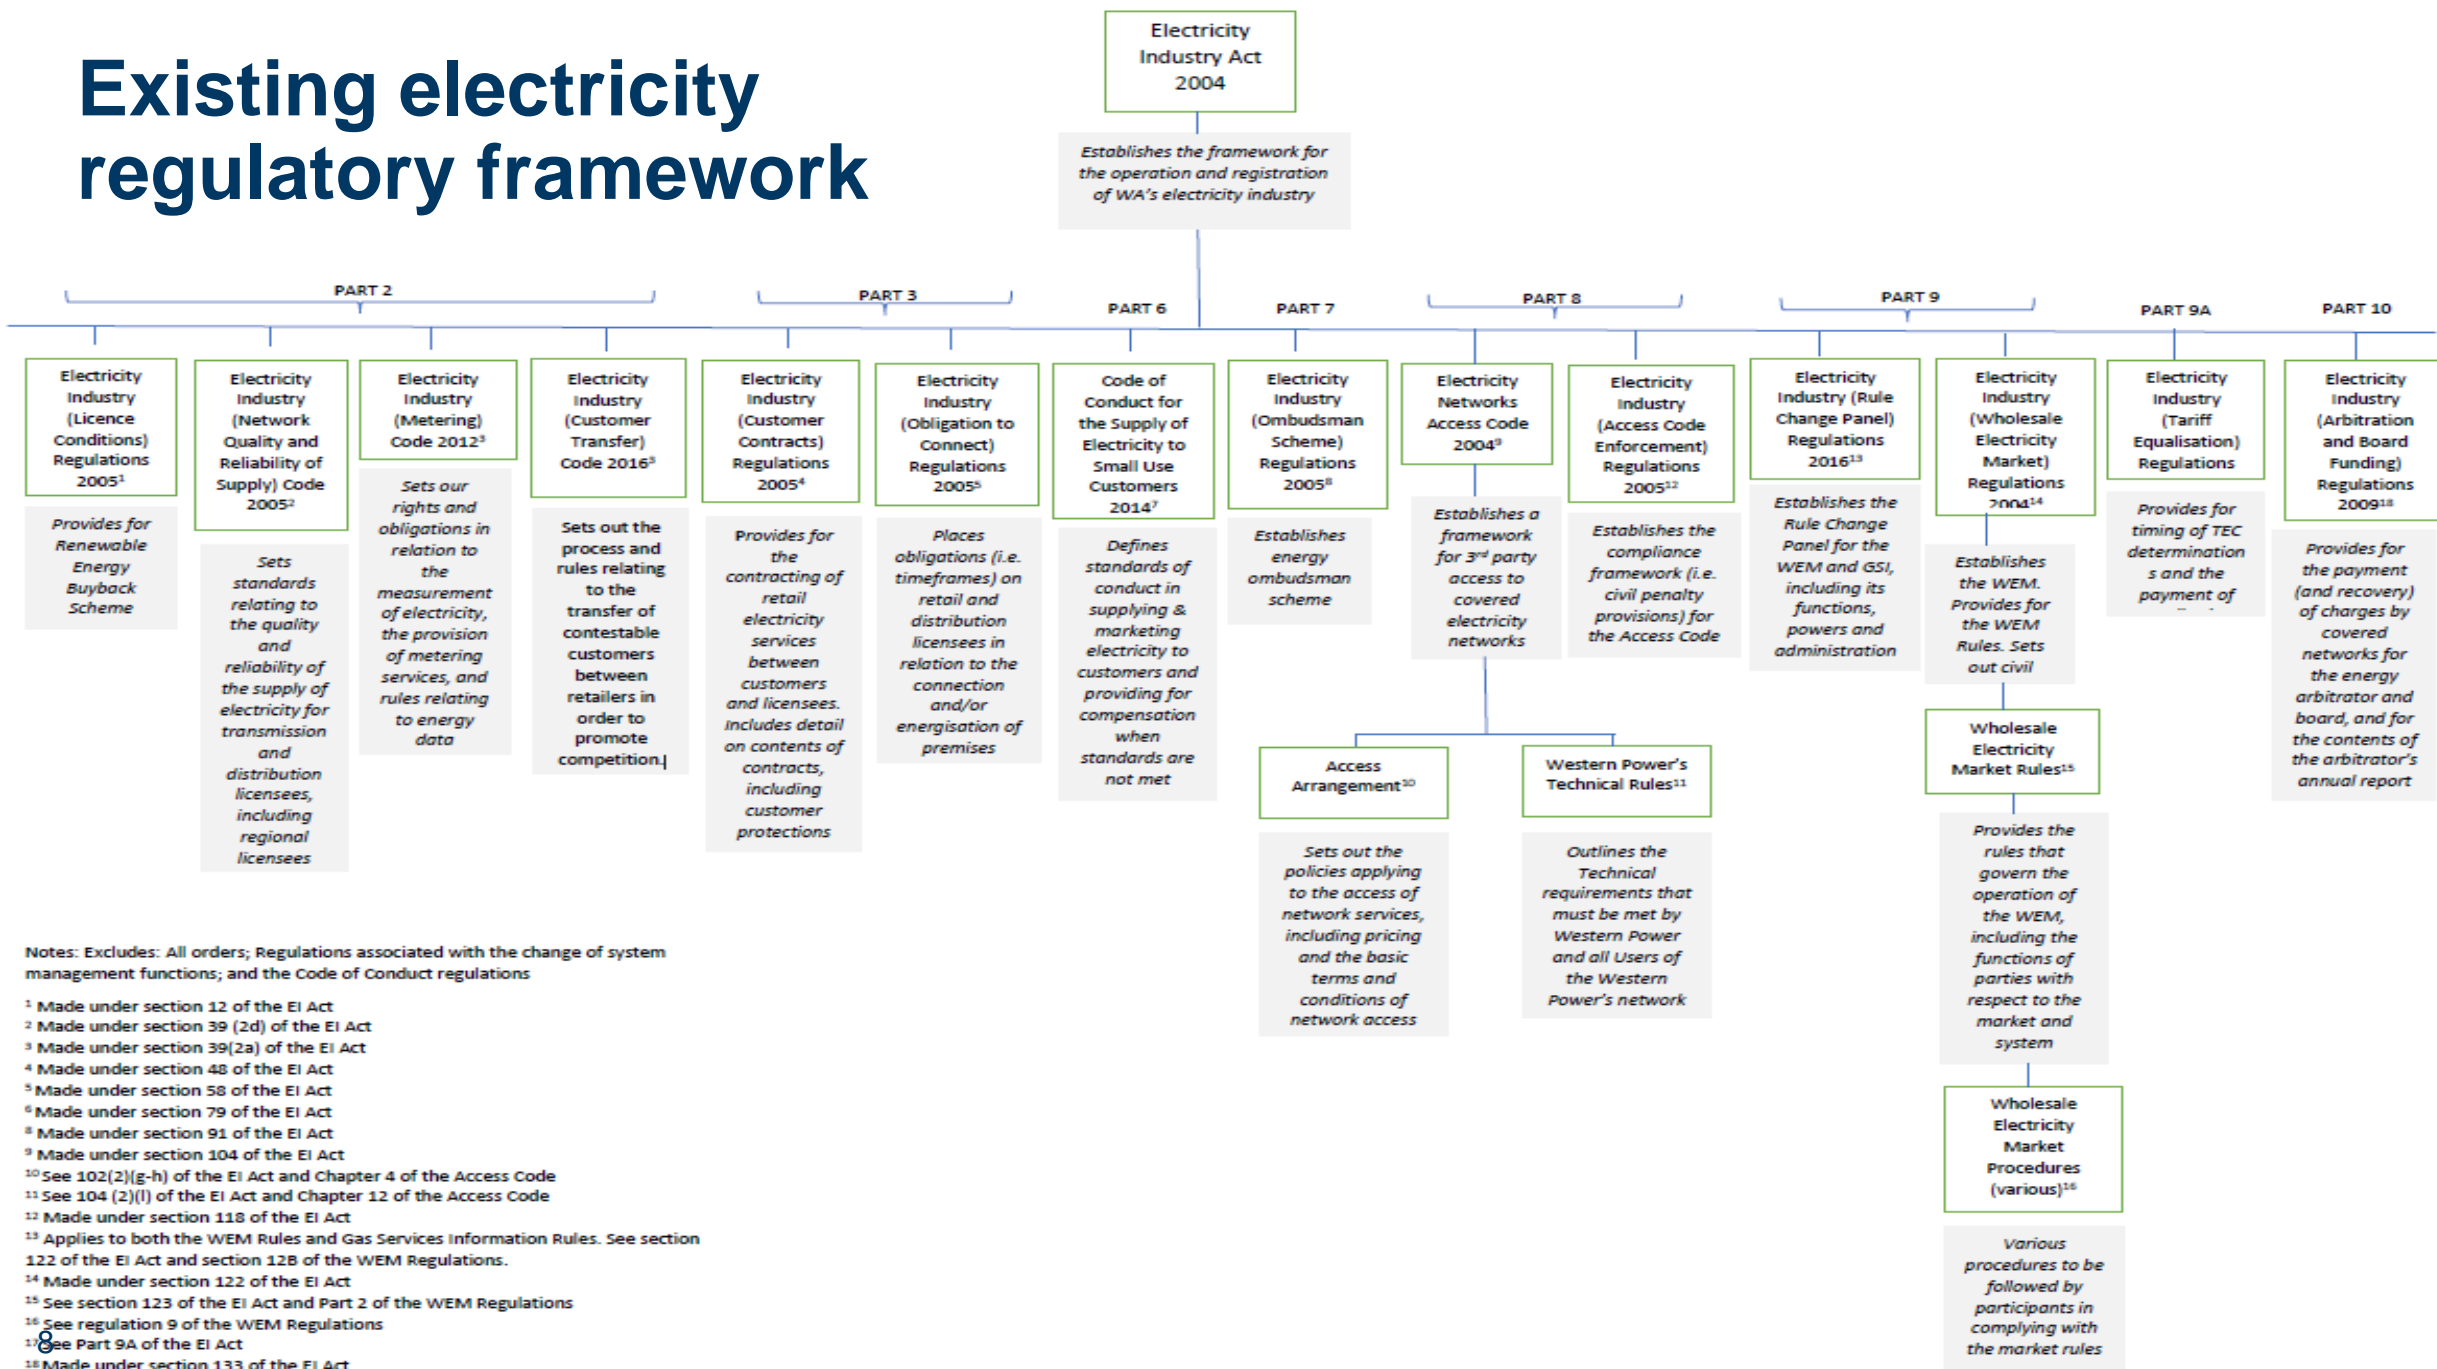 Existing electricity
regulatory framework
Electricity
Industry Act
2004
Establishes the framework for
the operation and registration
of WA's electricity industry
PART 2
PART 3
PART 6
PART 7
PART 8
PART 9
PART 9A
PART 10
Electricity
Industry
(Licence
Conditions)
Regulations
2005¹
Provides for
Renewable
Energy
Buyback
Scheme
Electricity
Industry
(Network
Quality and
Reliability of
Supply) Code
2005²
Sets
standards
relating to
the quality
and
reliability of
the supply of
electricity for
transmission
and
distribution
licensees,
including
regional
licensees
Electricity
Industry
(Metering)
Code 2012³
Sets our
rights and
obligations in
relation to
the
measurement
of electricity,
the provision
of metering
services, and
rules relating
to energy
data
Electricity
Industry
(Customer
Transfer)
Code 2016³
Sets out the
process and
rules relating
to the
transfer of
contestable
customers
between
retailers in
order to
promote
competition.
Electricity
Industry
(Customer
Contracts)
Regulations
2005⁴
Provides for
the
contracting of
retail
electricity
services
between
customers
and licensees.
Includes detail
on contents of
contracts,
including
customer
protections
Electricity
Industry
(Obligation to
Connect)
Regulations
2005⁵
Places
obligations (i.e.
timeframes) on
retail and
distribution
licensees in
relation to the
connection
and/or
energisation of
premises
Code of
Conduct for
the Supply of
Electricity to
Small Use
Customers
2014⁷
Defines
standards of
conduct in
supplying &
marketing
electricity to
customers and
providing for
compensation
when
standards are
not met
Electricity
Industry
(Ombudsman
Scheme)
Regulations
2005⁸
Establishes
energy
ombudsman
scheme
Electricity
Networks
Access Code
2004⁹
Establishes a
framework
for 3rd party
access to
covered
electricity
networks
Access
Arrangement¹⁰
Sets out the
policies applying
to the access of
network services,
including pricing
and the basic
terms and
conditions of
network access
Western Power's
Technical Rules¹¹
Outlines the
Technical
requirements that
must be met by
Western Power
and all Users of
the Western
Power's network
Electricity
Industry
(Access Code
Enforcement)
Regulations
2005¹²
Establishes the
compliance
framework (i.e.
civil penalty
provisions) for
the Access Code
Electricity
Industry (Rule
Change Panel)
Regulations
2016¹³
Establishes the
Rule Change
Panel for the
WEM and GSI,
including its
functions,
powers and
administration
Electricity
Industry
(Wholesale
Electricity
Market)
Regulations
2004¹⁴
Establishes
the WEM.
Provides for
the WEM
Rules. Sets
out civil
Wholesale
Electricity
Market Rules¹⁵
Provides the
rules that
govern the
operation of
the WEM,
including the
functions of
parties with
respect to the
market and
system
Wholesale
Electricity
Market
Procedures
(various)¹⁶
Various
procedures to be
followed by
participants in
complying with
the market rules
Electricity
Industry
(Tariff
Equalisation)
Regulations
Provides for
timing of TEC
determination
s and the
payment of
Electricity
Industry
(Arbitration
and Board
Funding)
Regulations
2009¹⁸
Provides for
the payment
(and recovery)
of charges by
covered
networks for
the energy
arbitrator and
board, and for
the contents of
the arbitrator's
annual report
Notes: Excludes: All orders; Regulations associated with the change of system
management functions; and the Code of Conduct regulations
¹ Made under section 12 of the EI Act
² Made under section 39 (2d) of the EI Act
³ Made under section 39(2a) of the EI Act
⁴ Made under section 48 of the EI Act
⁵ Made under section 58 of the EI Act
⁶ Made under section 79 of the EI Act
⁸ Made under section 91 of the EI Act
⁹ Made under section 104 of the EI Act
¹⁰ See 102(2)(g-h) of the EI Act and Chapter 4 of the Access Code
¹¹ See 104 (2)(l) of the EI Act and Chapter 12 of the Access Code
¹² Made under section 118 of the EI Act
¹³ Applies to both the WEM Rules and Gas Services Information Rules. See section
122 of the EI Act and section 12B of the WEM Regulations.
¹⁴ Made under section 122 of the EI Act
¹⁵ See section 123 of the EI Act and Part 2 of the WEM Regulations
¹⁶ See regulation 9 of the WEM Regulations
¹⁷ See Part 9A of the EI Act
¹⁸ Made under section 133 of the EI Act
8